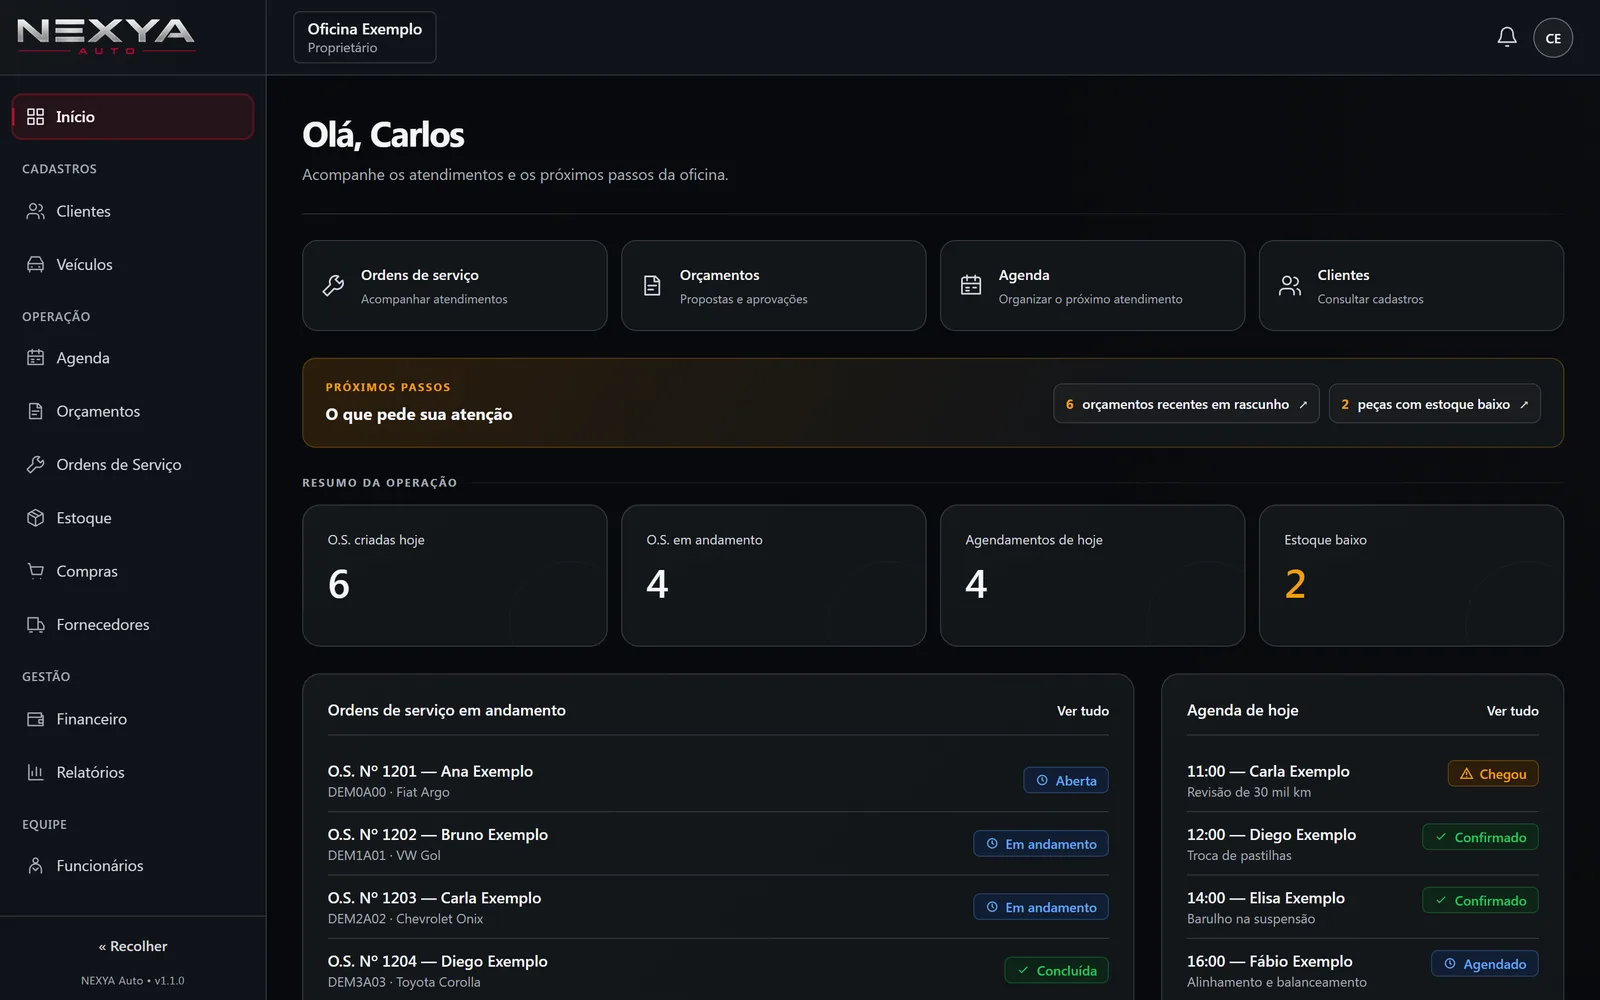 NEXYA
AUTO
Oficina Exemplo
Proprietário
CE
Início
CADASTROS
Clientes
Veículos
OPERAÇÃO
Agenda
Orçamentos
Ordens de Serviço
Estoque
Compras
Fornecedores
GESTÃO
Financeiro
Relatórios
EQUIPE
Funcionários
« Recolher
NEXYA Auto • v1.1.0
Olá, Carlos
Acompanhe os atendimentos e os próximos passos da oficina.
Ordens de serviço
Acompanhar atendimentos
Orçamentos
Propostas e aprovações
Agenda
Organizar o próximo atendimento
Clientes
Consultar cadastros
PRÓXIMOS PASSOS
O que pede sua atenção
6 orçamentos recentes em rascunho ↗
2 peças com estoque baixo ↗
RESUMO DA OPERAÇÃO
O.S. criadas hoje
6
O.S. em andamento
4
Agendamentos de hoje
4
Estoque baixo
2
Ordens de serviço em andamento
Ver tudo
O.S. Nº 1201 — Ana Exemplo
DEM0A00 · Fiat Argo
Aberta
O.S. Nº 1202 — Bruno Exemplo
DEM1A01 · VW Gol
Em andamento
O.S. Nº 1203 — Carla Exemplo
DEM2A02 · Chevrolet Onix
Em andamento
O.S. Nº 1204 — Diego Exemplo
DEM3A03 · Toyota Corolla
Concluída
Agenda de hoje
Ver tudo
11:00 — Carla Exemplo
Revisão de 30 mil km
Chegou
12:00 — Diego Exemplo
Troca de pastilhas
Confirmado
14:00 — Elisa Exemplo
Barulho na suspensão
Confirmado
16:00 — Fábio Exemplo
Alinhamento e balanceamento
Agendado